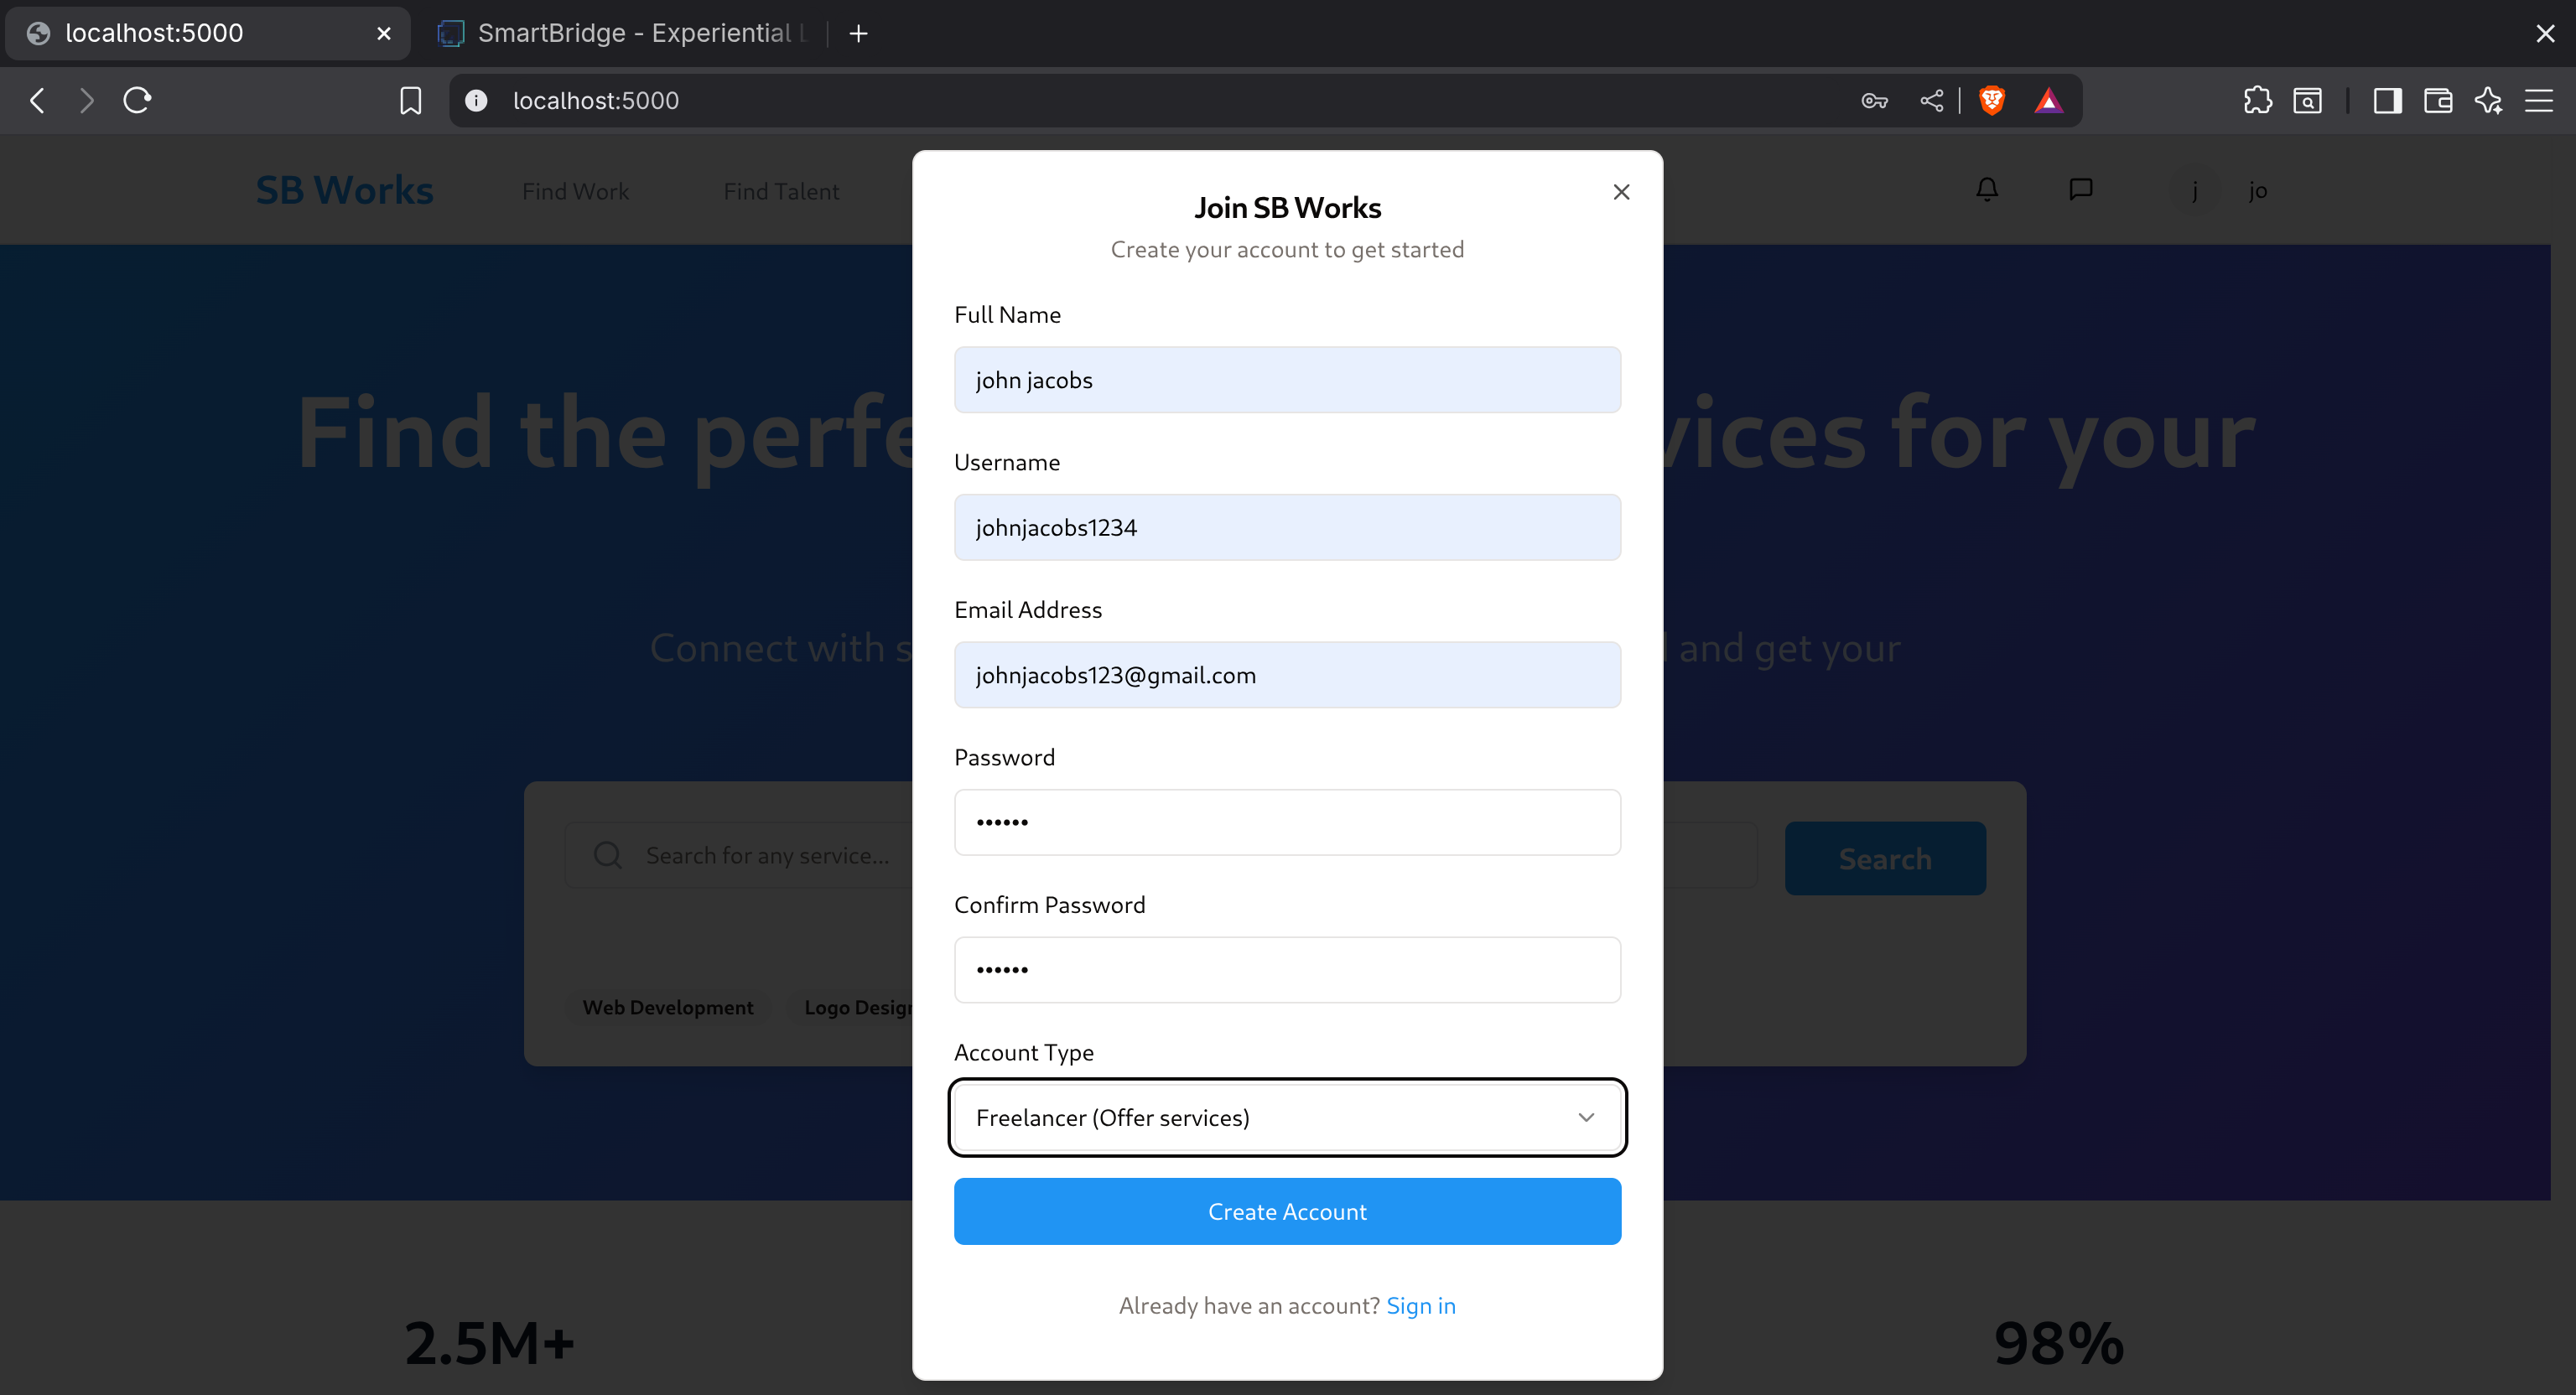 localhost:5000
SmartBridge - Experiential L
localhost:5000
SB Works
Find Work
Find Talent
j
jo
Join SB Works
Create your account to get started
Full Name
john jacobs
Username
johnjacobs1234
Email Address
johnjacobs123@gmail.com
Password
••••••
Confirm Password
••••••
Account Type
Freelancer (Offer services)
Create Account
Already have an account? Sign in
Find the perfe
vices for your
Connect with s
and get your
Search for any service...
Search
Web Development
Logo Design
2.5M+
98%